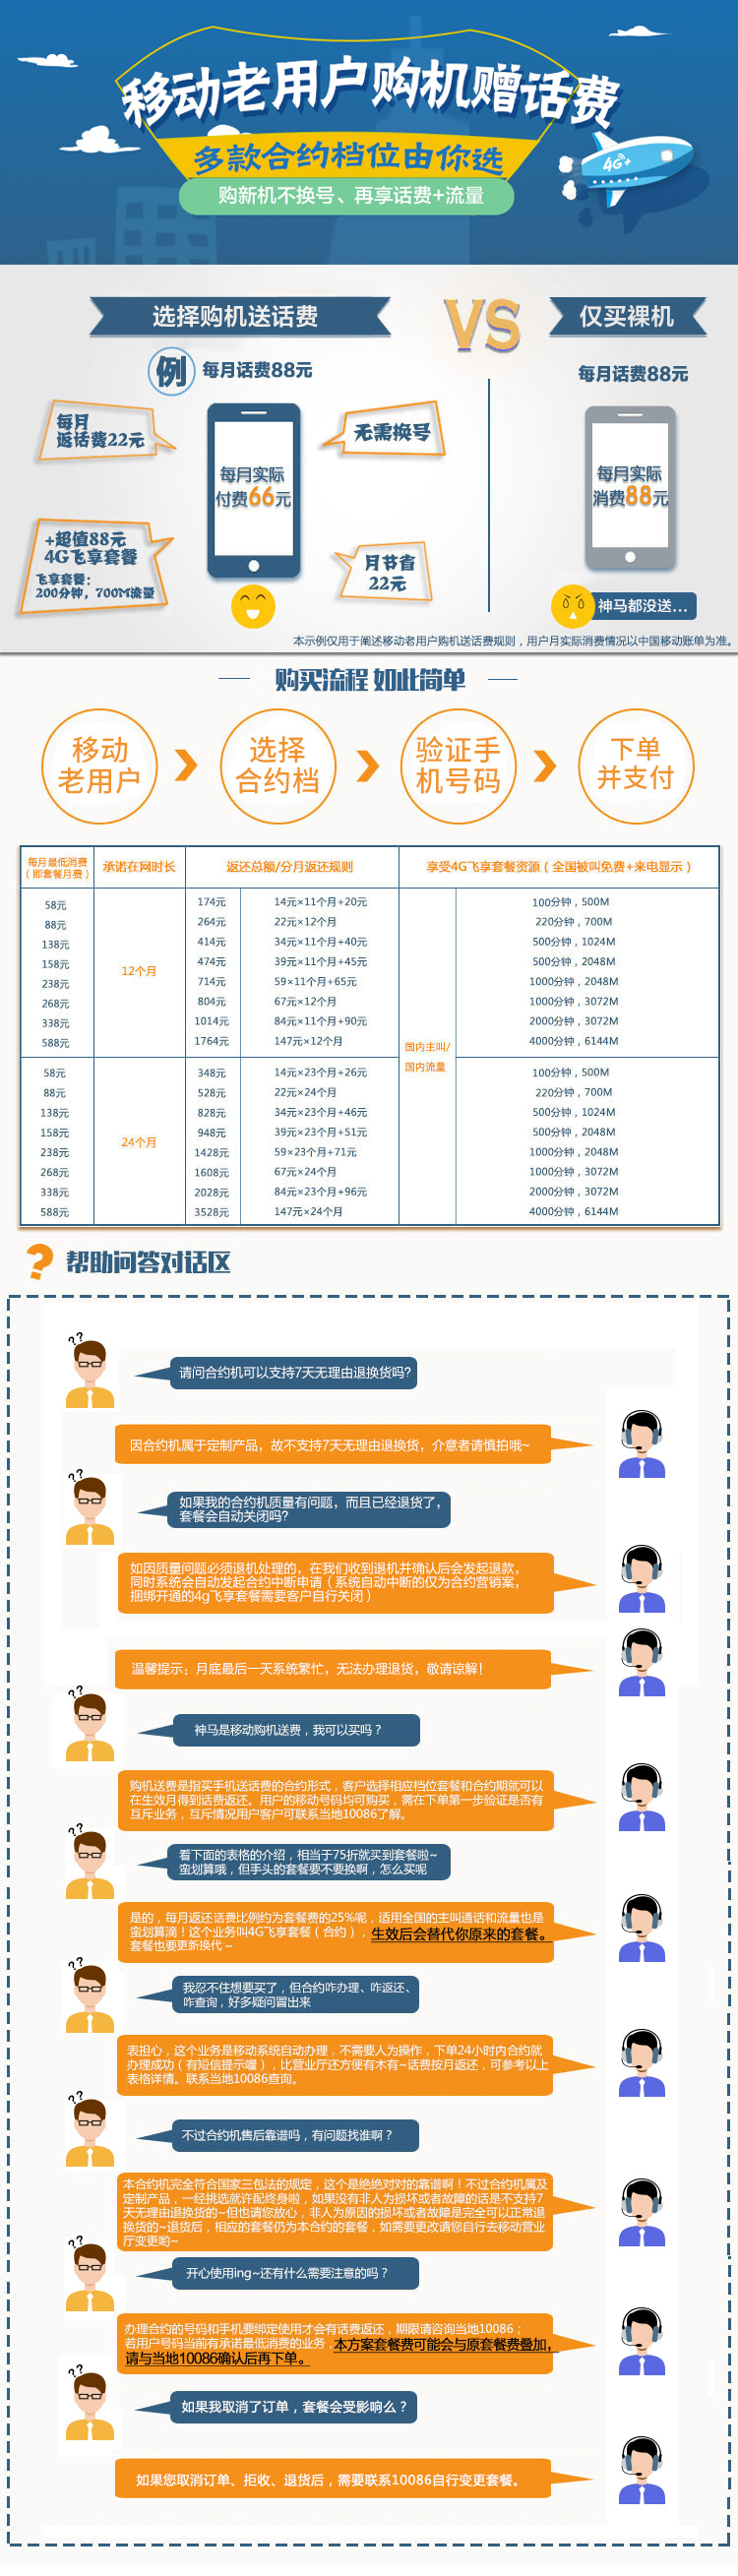 移动老用户购机赠话费
多款合约档位由你选
购新机不换号、再享话费+流量
4G+
选择购机送话费
VS
仅买裸机
例
每月话费88元
每月话费88元
每月
返话费22元
无需换号
每月实际
付费66元
每月实际
消费88元
+超值88元
4G飞享套餐
飞享套餐:
200分钟，700M流量
月节省
22元
神马都没送...
本示例仅用于阐述移动老用户购机送话费规则，用户月实际消费情况以中国移动账单为准。
购买流程 如此简单
移动
老用户
选择
合约档
验证手
机号码
下单
并支付
每月最低消费
（即套餐月费）
承诺在网时长
返还总额/分月返还规则
享受4G飞享套餐资源（全国被叫免费+来电显示）
58元 174元 14元×11个月+20元 100分钟，500M
88元 264元 22元×12个月 220分钟，700M
138元 414元 34元×11个月+40元 500分钟，1024M
158元 474元 39元×11个月+45元 500分钟，2048M
12个月
238元 714元 59×11个月+65元 1000分钟，2048M
268元 804元 67元×12个月 1000分钟，3072M
338元 1014元 84元×11个月+90元 2000分钟，3072M
588元 1764元 147元×12个月 4000分钟，6144M
国内主叫/
国内流量
58元 348元 14元×23个月+26元 100分钟，500M
88元 528元 22元×24个月 220分钟，700M
138元 828元 34元×23个月+46元 500分钟，1024M
158元 948元 39元×23个月+51元 500分钟，2048M
24个月
238元 1428元 59×23个月+71元 1000分钟，2048M
268元 1608元 67元×24个月 1000分钟，3072M
338元 2028元 84元×23个月+96元 2000分钟，3072M
588元 3528元 147元×24个月 4000分钟，6144M
? 帮助问答对话区
??
请问合约机可以支持7天无理由退换货吗?
因合约机属于定制产品，故不支持7天无理由退换货，介意者请慎拍哦~
??
如果我的合约机质量有问题，而且已经退货了，
套餐会自动关闭吗?
如因质量问题必须退机处理的，在我们收到退机并确认后会发起退款，
同时系统会自动发起合约中断申请（系统自动中断的仅为合约营销案，
捆绑开通的4g飞享套餐需要客户自行关闭）
温馨提示：月底最后一天系统繁忙，无法办理退货，敬请谅解！
??
神马是移动购机送费，我可以买吗？
购机送费是指买手机送话费的合约形式，客户选择相应档位套餐和合约期就可以
在生效月得到话费返还。用户的移动号码均可购买，需在下单第一步验证是否有
互斥业务，互斥情况用户客户可联系当地10086了解。
??
看下面的表格的介绍，相当于75折就买到套餐啦~
蛮划算哦，但手头的套餐要不要换啊，怎么买呢
是的，每月返还话费比例约为套餐费的25%呢，适用全国的主叫通话和流量也是
蛮划算滴！这个业务叫4G飞享套餐（合约），生效后会替代你原来的套餐。
套餐也要更新换代～
??
我忍不住想要买了，但合约咋办理、咋返还、
咋查询，好多疑问冒出来
表担心，这个业务是移动系统自动办理，不需要人为操作，下单24小时内合约就
办理成功（有短信提示喔），比营业厅还方便有木有~话费按月返还，可参考以上
表格详情。联系当地10086查询。
??
不过合约机售后靠谱吗，有问题找谁啊？
本合约机完全符合国家三包法的规定，这个是绝绝对对的靠谱啊！不过合约机属及
定制产品，一经挑选就许配终身啦，如果没有非人为损坏或者故障的话是不支持7
天无理由退换货的~但也请您放心，非人为原因的损坏或者故障是完全可以正常退
换货的~退货后，相应的套餐仍为本合约的套餐，如需要更改请您自行去移动营业
厅变更哟~
??
开心使用ing~还有什么需要注意的吗？
办理合约的号码和手机要绑定使用才会有话费返还，期限请咨询当地10086；
若用户号码当前有承诺最低消费的业务，本方案套餐费可能会与原套餐费叠加，
请与当地10086确认后再下单。
??
如果我取消了订单，套餐会受影响么？
如果您取消订单、拒收、退货后，需要联系10086自行变更套餐。